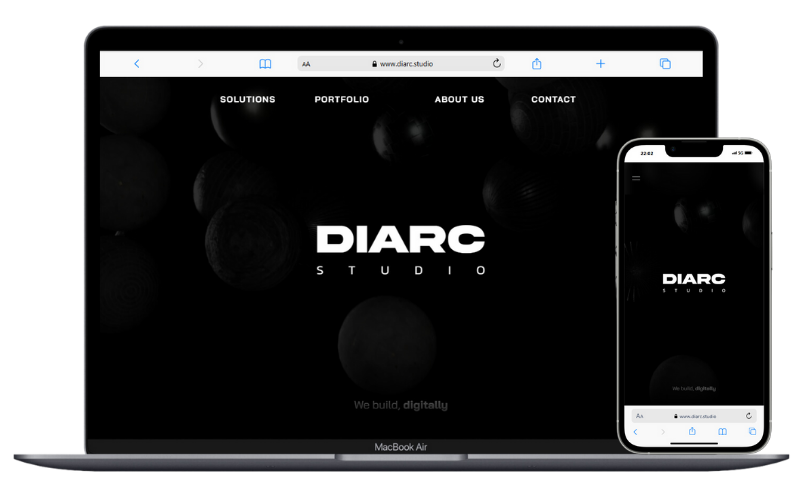 AA www.diarc.studio
SOLUTIONS PORTFOLIO ABOUT US CONTACT
DIARC
STUDIO
We build, digitally
MacBook Air
22:02 5G
DIARC
STUDIO
We build, digitally
AA www.diarc.studio